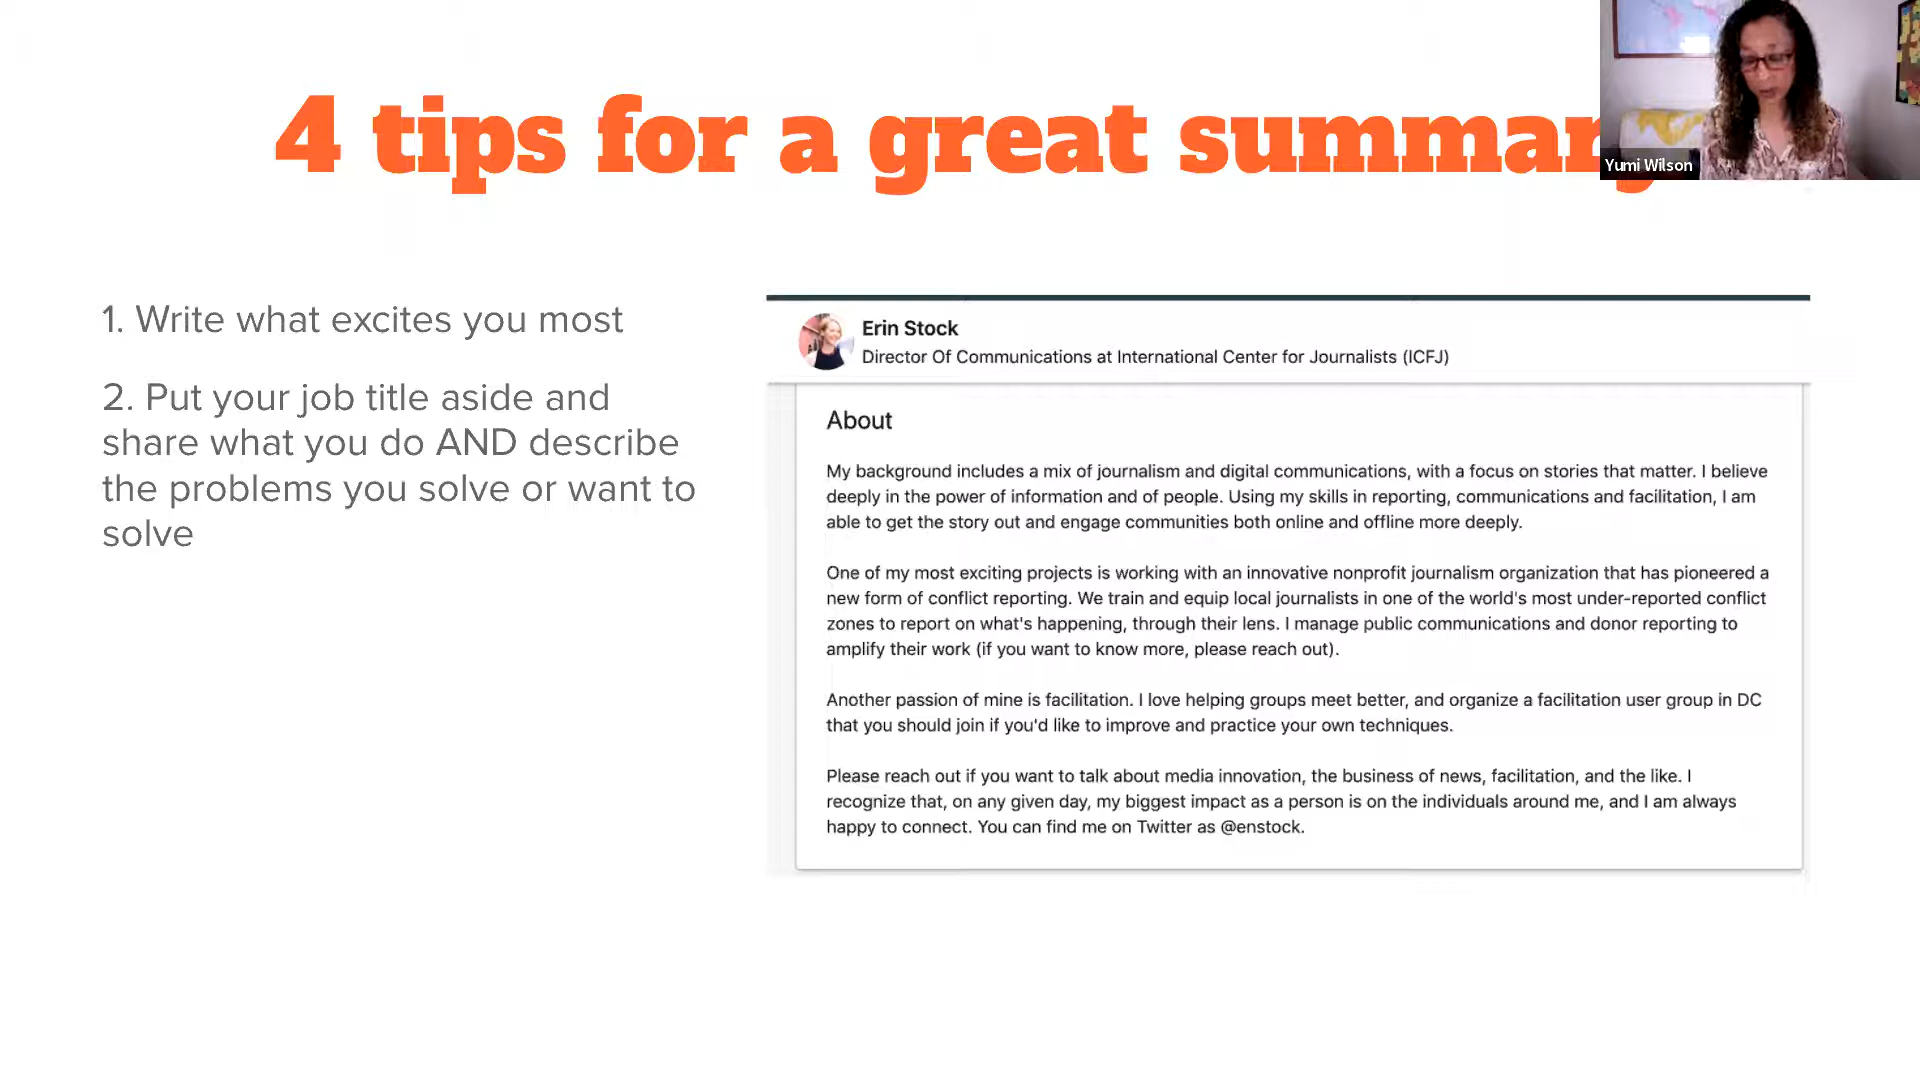 4 tips for a great summar
Yumi Wilson
1. Write what excites you most
2. Put your job title aside and
share what you do AND describe
the problems you solve or want to
solve
Erin Stock
Director Of Communications at International Center for Journalists (ICFJ)
About
My background includes a mix of journalism and digital communications, with a focus on stories that matter. I believe
deeply in the power of information and of people. Using my skills in reporting, communications and facilitation, I am
able to get the story out and engage communities both online and offline more deeply.
One of my most exciting projects is working with an innovative nonprofit journalism organization that has pioneered a
new form of conflict reporting. We train and equip local journalists in one of the world's most under-reported conflict
zones to report on what's happening, through their lens. I manage public communications and donor reporting to
amplify their work (if you want to know more, please reach out).
Another passion of mine is facilitation. I love helping groups meet better, and organize a facilitation user group in DC
that you should join if you'd like to improve and practice your own techniques.
Please reach out if you want to talk about media innovation, the business of news, facilitation, and the like. I
recognize that, on any given day, my biggest impact as a person is on the individuals around me, and I am always
happy to connect. You can find me on Twitter as @enstock.